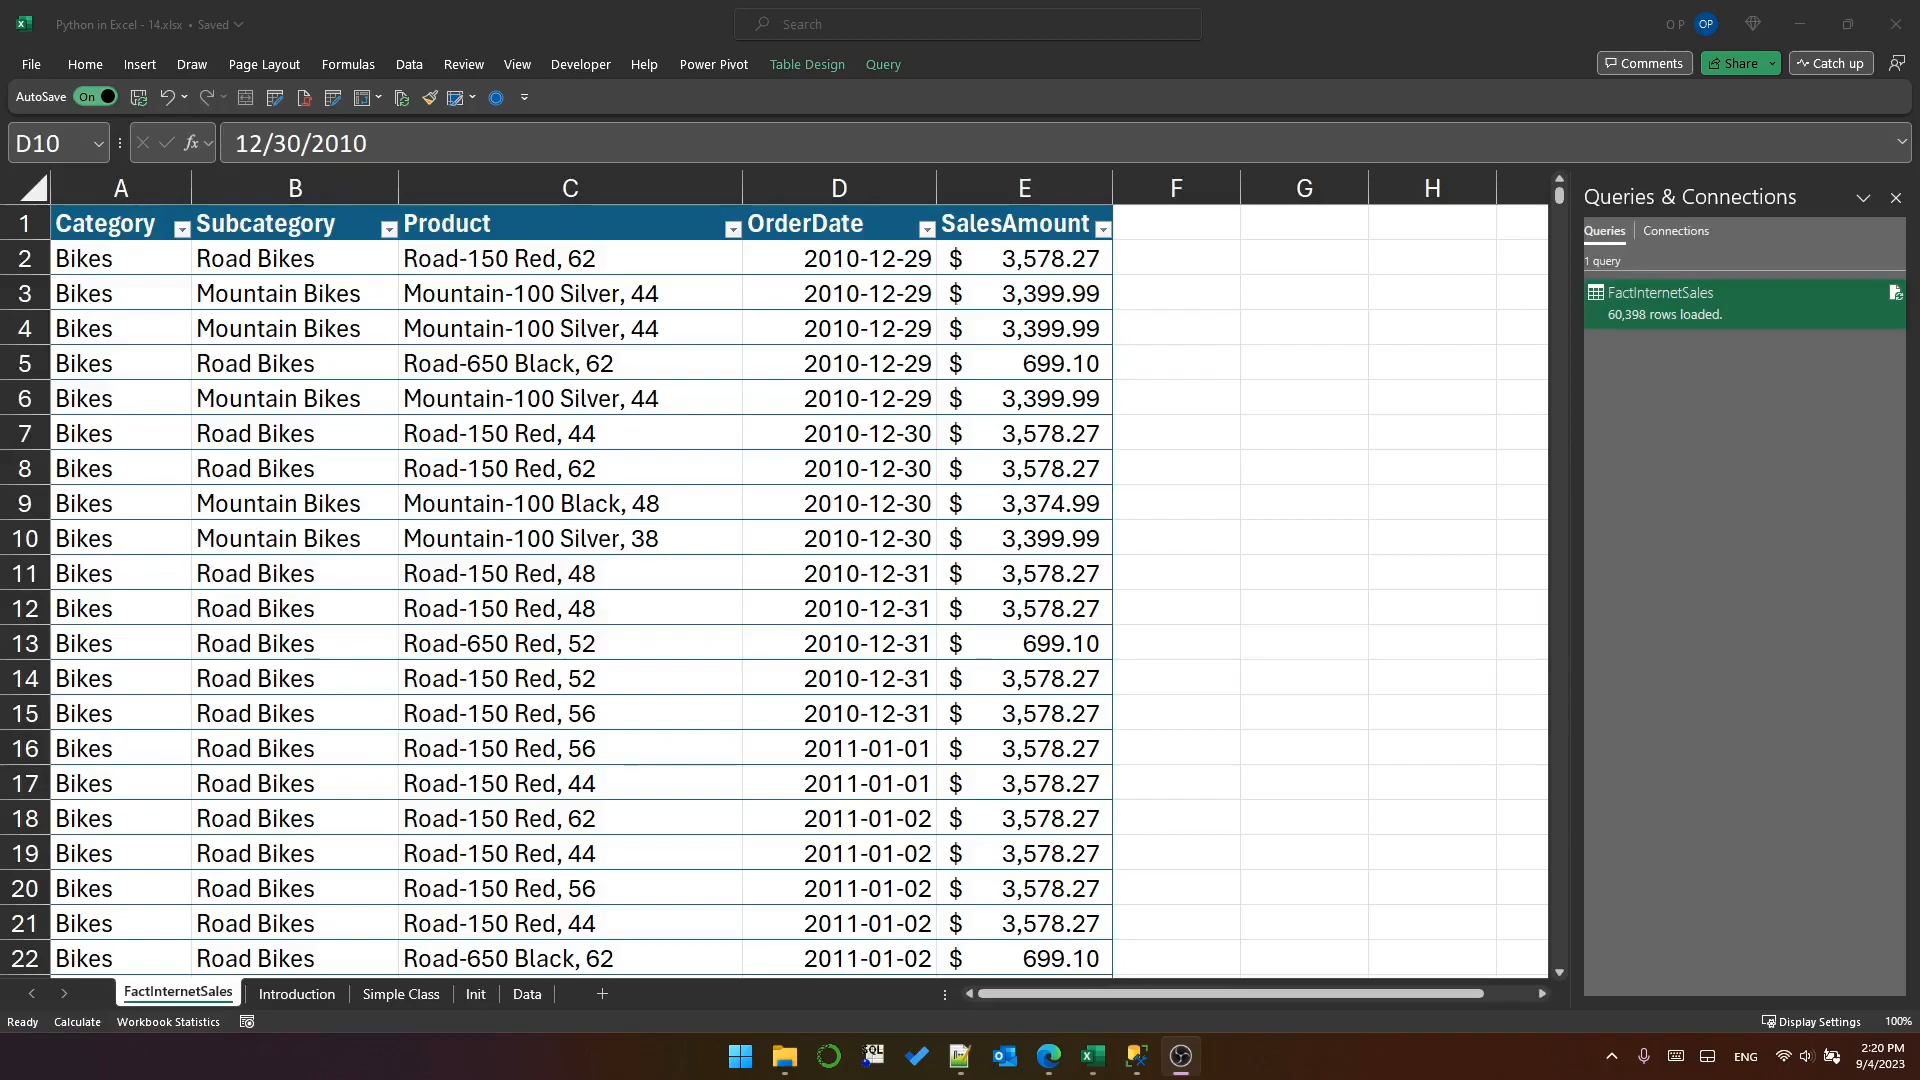 Python in Excel - 14.xlsx • Saved
Search
O P
OP
File Home Insert Draw Page Layout Formulas Data Review View Developer Help Power Pivot Table Design Query
Comments Share Catch up
AutoSave On
D10 fx 12/30/2010
A B C D E F G H
1 Category Subcategory Product OrderDate SalesAmount
2 Bikes Road Bikes Road-150 Red, 62 2010-12-29 $ 3,578.27
3 Bikes Mountain Bikes Mountain-100 Silver, 44 2010-12-29 $ 3,399.99
4 Bikes Mountain Bikes Mountain-100 Silver, 44 2010-12-29 $ 3,399.99
5 Bikes Road Bikes Road-650 Black, 62 2010-12-29 $ 699.10
6 Bikes Mountain Bikes Mountain-100 Silver, 44 2010-12-29 $ 3,399.99
7 Bikes Road Bikes Road-150 Red, 44 2010-12-30 $ 3,578.27
8 Bikes Road Bikes Road-150 Red, 62 2010-12-30 $ 3,578.27
9 Bikes Mountain Bikes Mountain-100 Black, 48 2010-12-30 $ 3,374.99
10 Bikes Mountain Bikes Mountain-100 Silver, 38 2010-12-30 $ 3,399.99
11 Bikes Road Bikes Road-150 Red, 48 2010-12-31 $ 3,578.27
12 Bikes Road Bikes Road-150 Red, 48 2010-12-31 $ 3,578.27
13 Bikes Road Bikes Road-650 Red, 52 2010-12-31 $ 699.10
14 Bikes Road Bikes Road-150 Red, 52 2010-12-31 $ 3,578.27
15 Bikes Road Bikes Road-150 Red, 56 2010-12-31 $ 3,578.27
16 Bikes Road Bikes Road-150 Red, 56 2011-01-01 $ 3,578.27
17 Bikes Road Bikes Road-150 Red, 44 2011-01-01 $ 3,578.27
18 Bikes Road Bikes Road-150 Red, 62 2011-01-02 $ 3,578.27
19 Bikes Road Bikes Road-150 Red, 44 2011-01-02 $ 3,578.27
20 Bikes Road Bikes Road-150 Red, 56 2011-01-02 $ 3,578.27
21 Bikes Road Bikes Road-150 Red, 44 2011-01-02 $ 3,578.27
22 Bikes Road Bikes Road-650 Black, 62 2011-01-02 $ 699.10
Queries & Connections
Queries Connections
1 query
FactInternetSales
60,398 rows loaded.
FactInternetSales Introduction Simple Class Init Data
Ready Calculate Workbook Statistics
Display Settings 100%
SQL
ENG
2:20 PM
9/4/2023